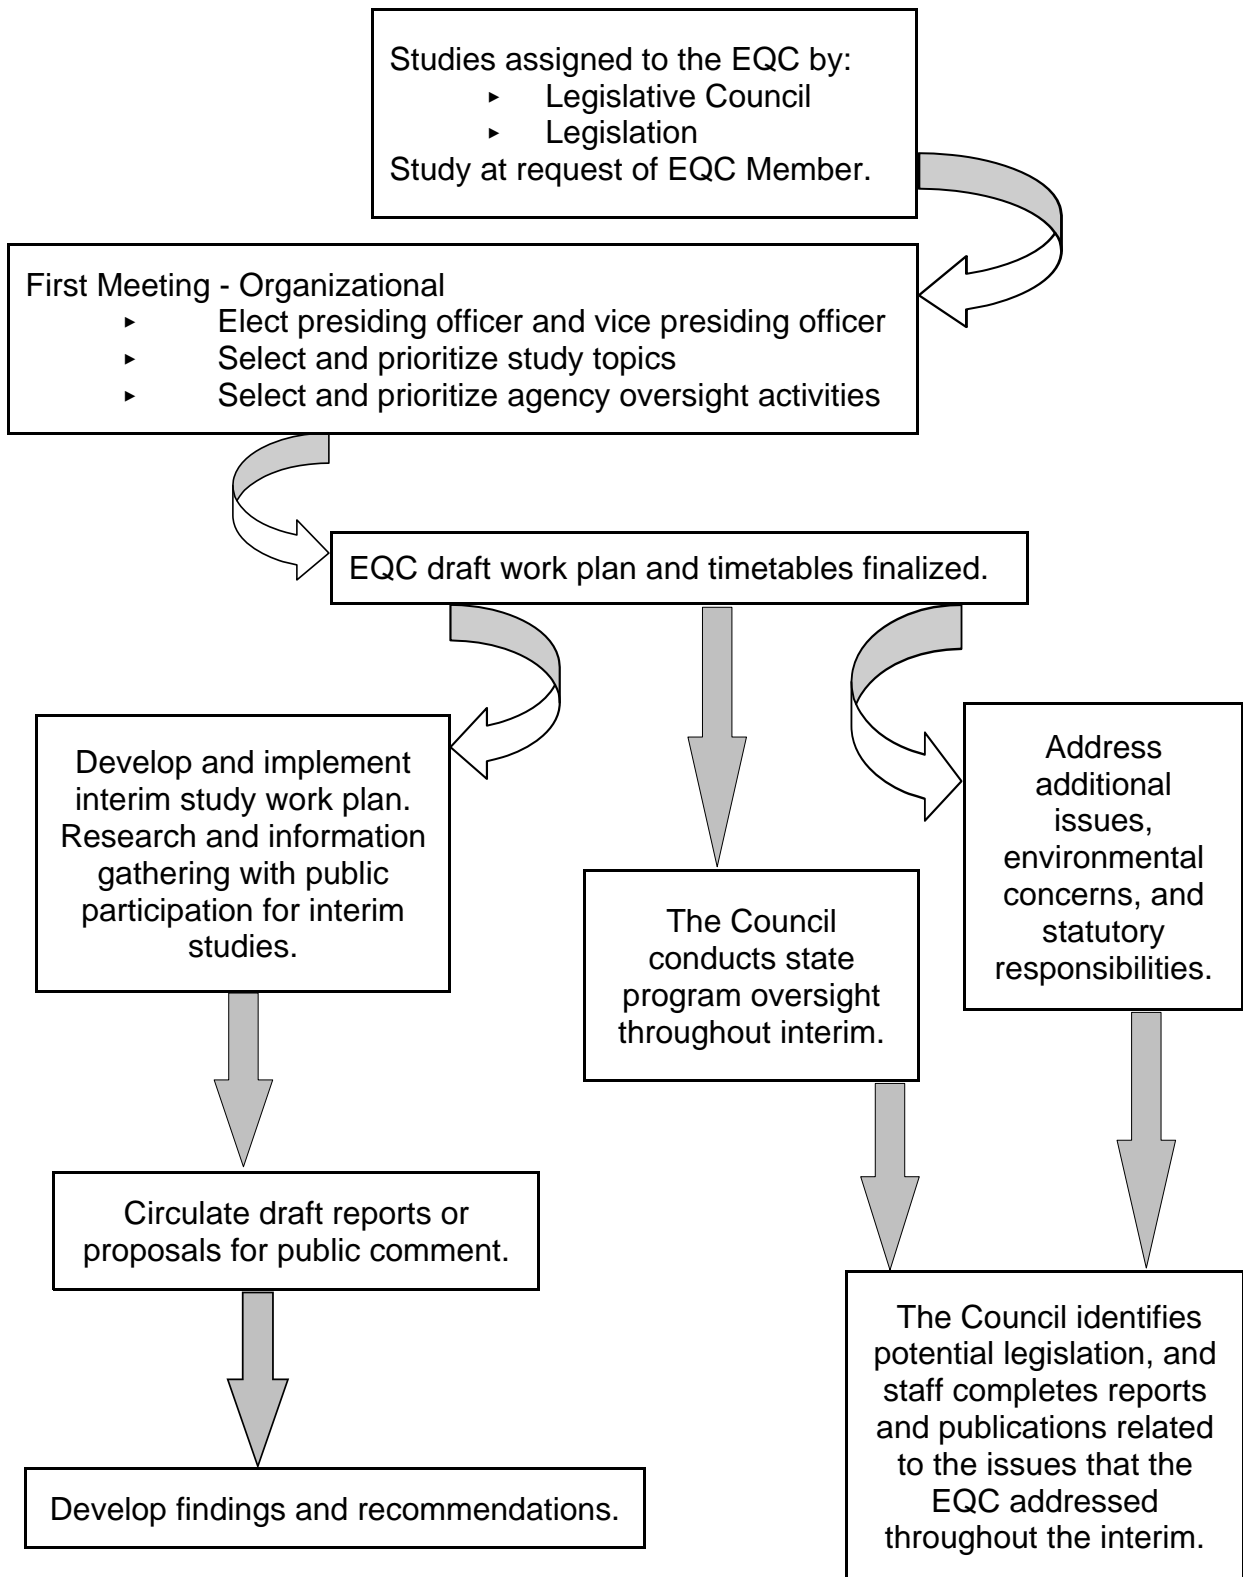 Studies assigned to the EQC by:
▸ Legislative Council
▸ Legislation
Study at request of EQC Member.
First Meeting - Organizational
▸ Elect presiding officer and vice presiding officer
▸ Select and prioritize study topics
▸ Select and prioritize agency oversight activities
EQC draft work plan and timetables finalized.
Develop and implement
interim study work plan.
Research and information
gathering with public
participation for interim
studies.
The Council
conducts state
program oversight
throughout interim.
Address
additional
issues,
environmental
concerns, and
statutory
responsibilities.
Circulate draft reports or
proposals for public comment.
Develop findings and recommendations.
The Council identifies
potential legislation, and
staff completes reports
and publications related
to the issues that the
EQC addressed
throughout the interim.